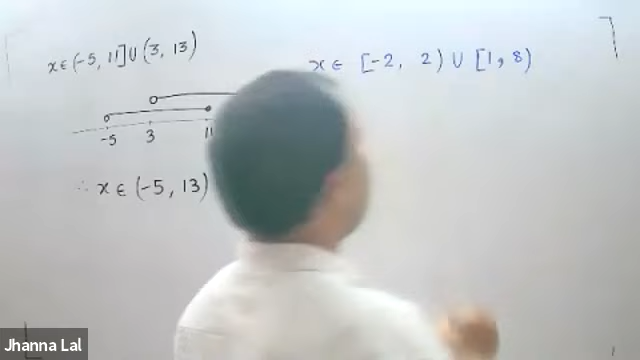 x ∈ (-5, 11] ∪ (3, 13)
-5 3 11
∴ x ∈ (-5, 13)
x ∈ [-2, 2) ∪ [1, 8)
Jhanna Lal